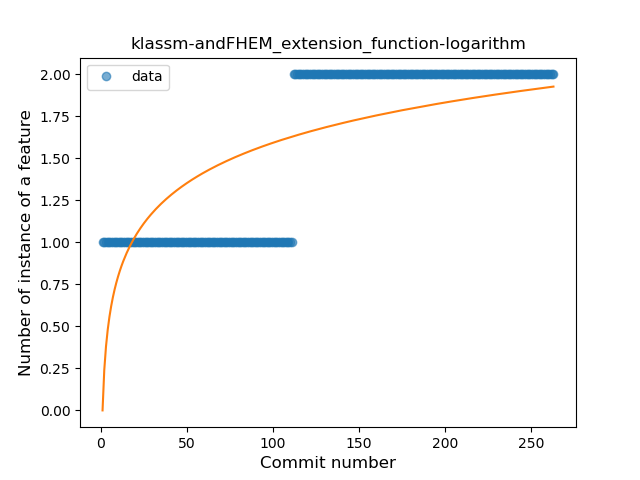 klassm-andFHEM_extension_function-logarithm
data
Number of instance of a feature
2.00
1.75
1.50
1.25
1.00
0.75
0.50
0.25
0.00
0 50 100 150 200 250
Commit number